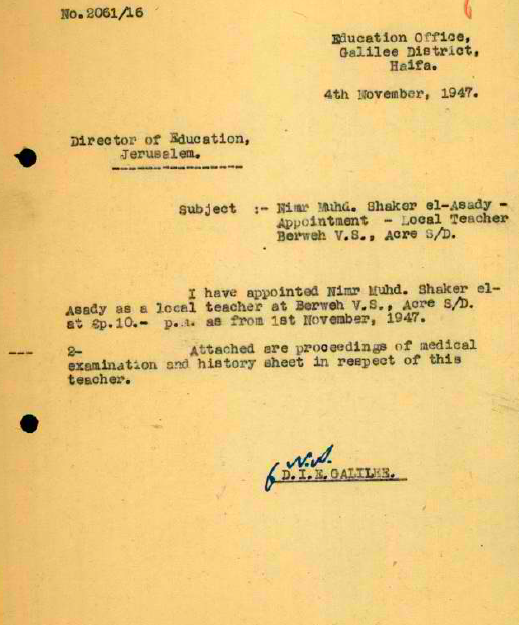 No.2061/16
Education Office,
Galilee District,
Haifa.
4th November, 1947.
Director of Education,
Jerusalem.
Subject :- Nimr Muhd. Shaker el-Asady -
Appointment - Local Teacher
Berweh V.S., Acre S/D.
I have appointed Nimr Muhd. Shaker el-
Asady as a local teacher at Berweh V.S., Acre S/D.
at £p.10.- p.m. as from 1st November, 1947.
2- Attached are proceedings of medical
examination and history sheet in respect of this
teacher.
D.I.E.GALILEE.